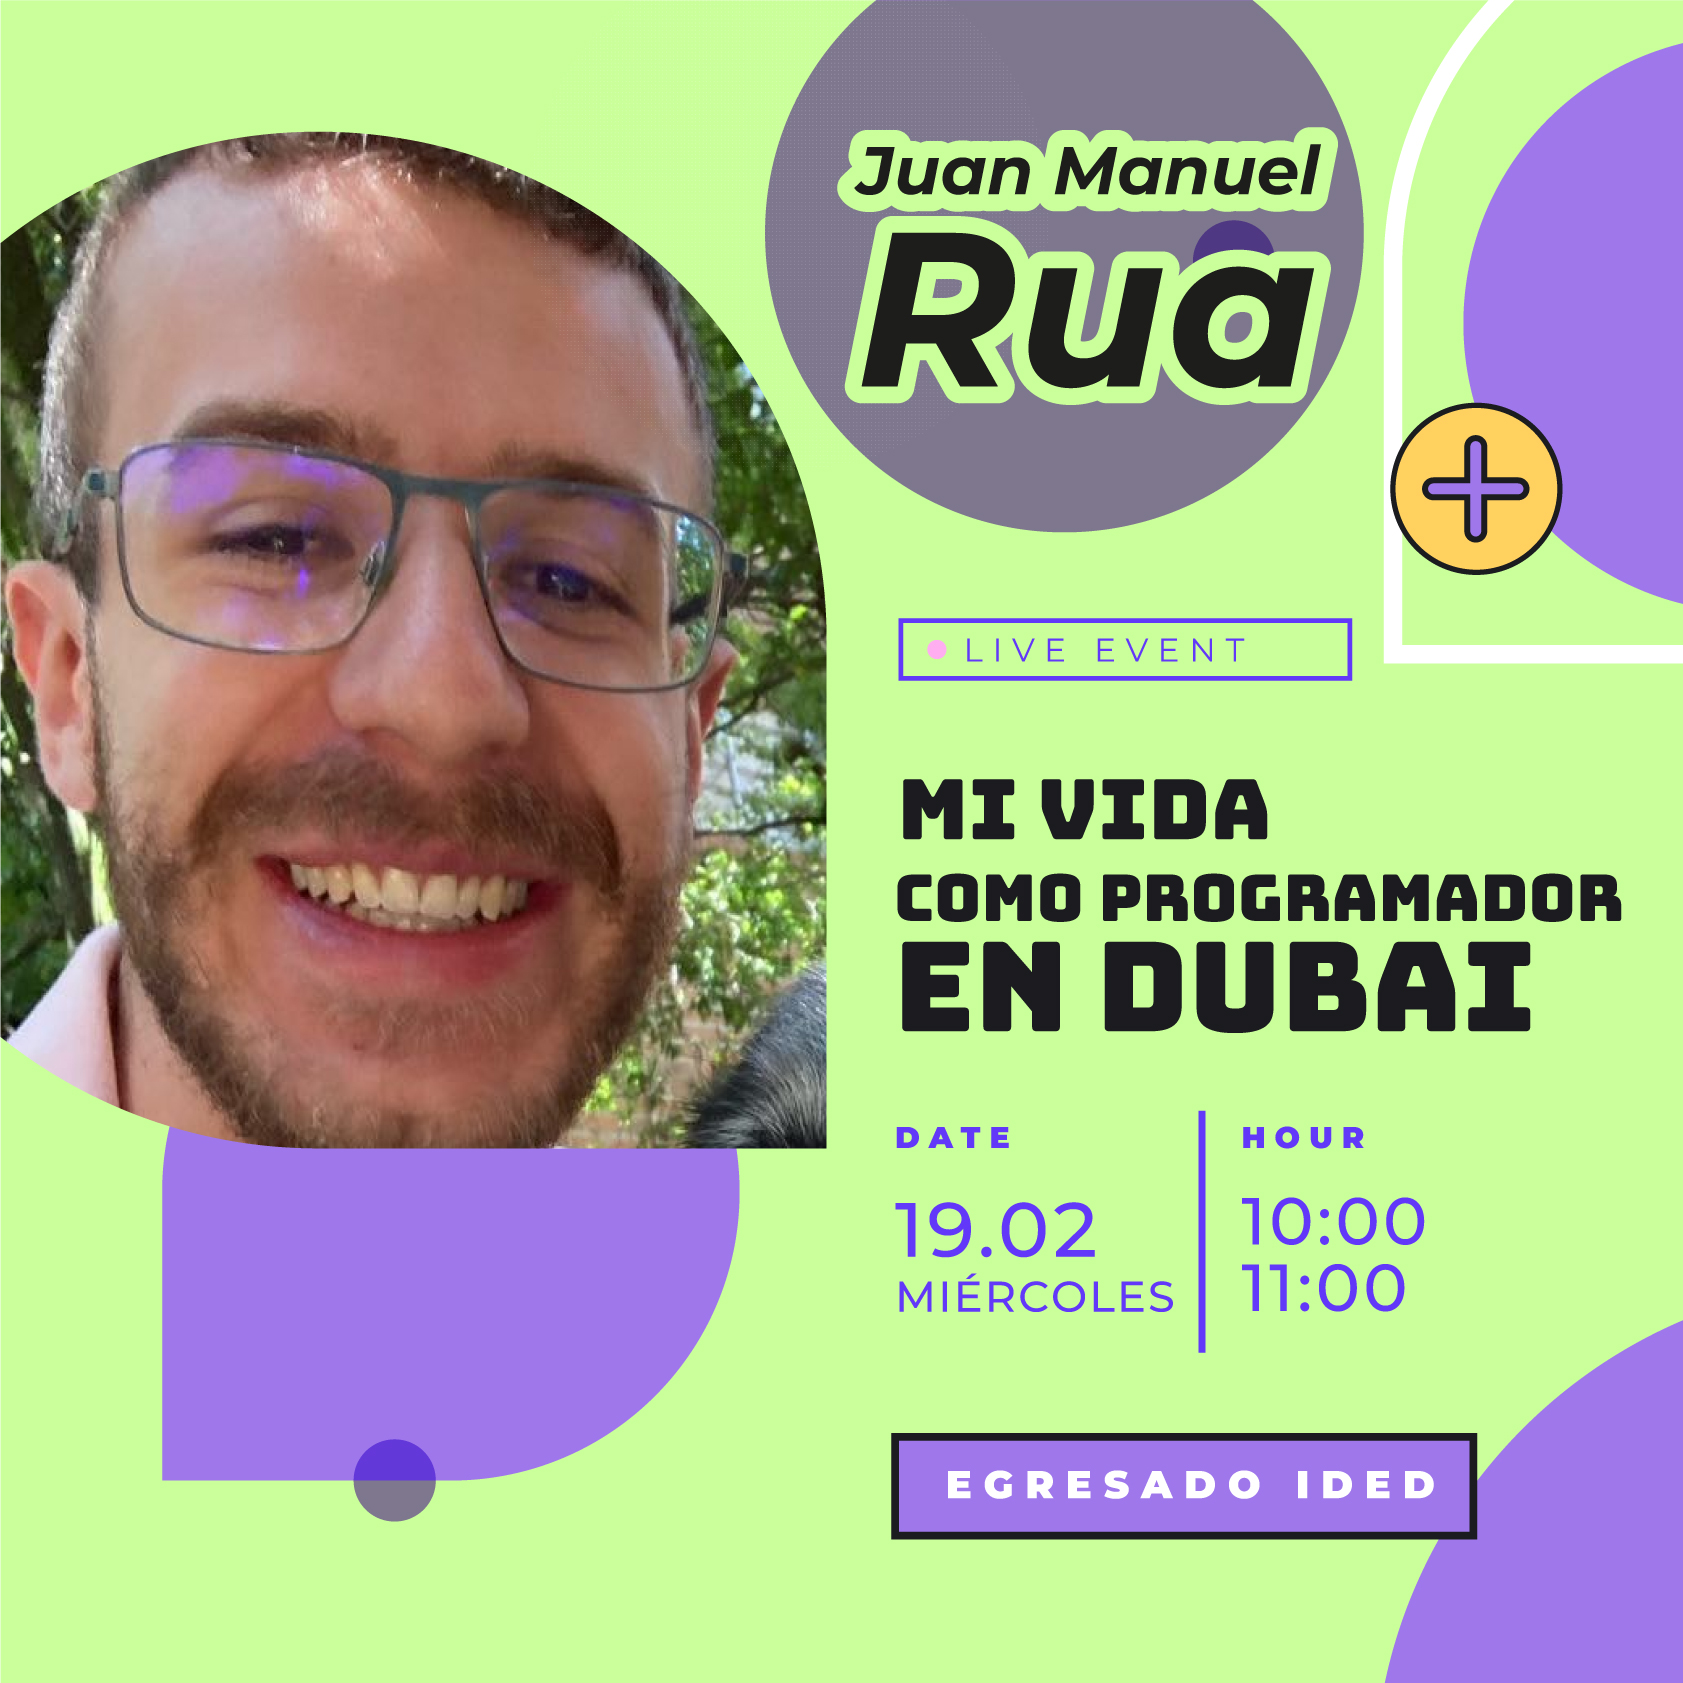 Juan Manuel
Rua
LIVE EVENT
MI VIDA
COMO PROGRAMADOR
EN DUBAI
DATE
19.02
MIÉRCOLES
HOUR
10:00
11:00
EGRESADO IDED